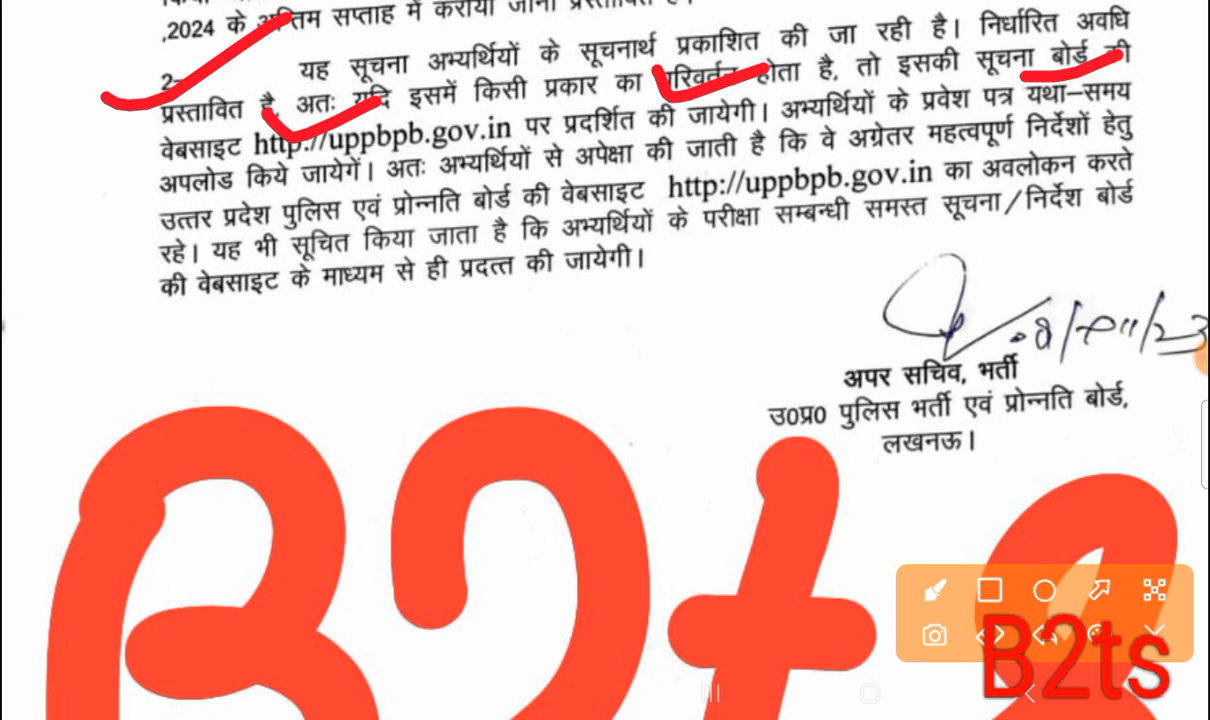 ,2024 के अन्तिम सप्ताह में कराया जाना प्रस्तावित है।
2— यह सूचना अभ्यर्थियों के सूचनार्थ प्रकाशित की जा रही है। निर्धारित अवधि
प्रस्तावित है, अतः यदि इसमें किसी प्रकार का परिवर्तन होता है, तो इसकी सूचना बोर्ड की
वेबसाइट http://uppbpb.gov.in पर प्रदर्शित की जायेगी। अभ्यर्थियों के प्रवेश पत्र यथा–समय
अपलोड किये जायेगें। अतः अभ्यर्थियों से अपेक्षा की जाती है कि वे अग्रेतर महत्वपूर्ण निर्देशों हेतु
उत्तर प्रदेश पुलिस एवं प्रोन्नति बोर्ड की वेबसाइट http://uppbpb.gov.in का अवलोकन करते
रहे। यह भी सूचित किया जाता है कि अभ्यर्थियों के परीक्षा सम्बन्धी समस्त सूचना/निर्देश बोर्ड
की वेबसाइट के माध्यम से ही प्रदत्त की जायेगी।
अपर सचिव, भर्ती
उ0प्र0 पुलिस भर्ती एवं प्रोन्नति बोर्ड,
लखनऊ।
B2ts
B2ts